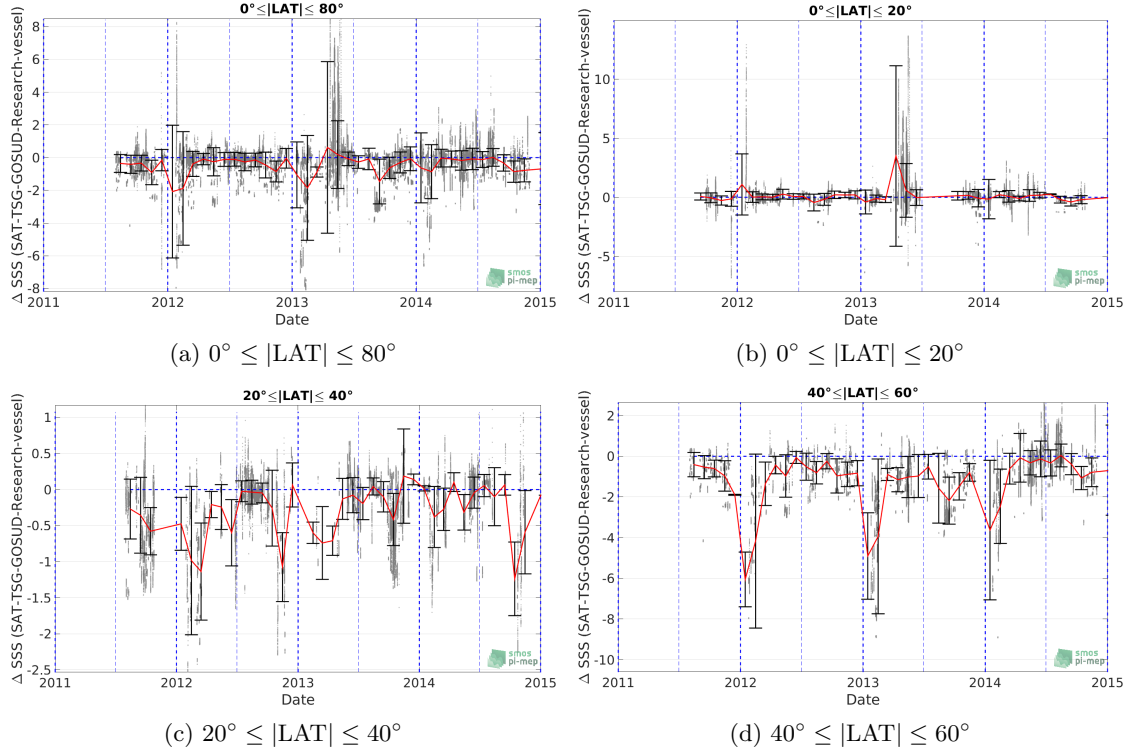 0°≤|LAT|≤ 80°
Δ SSS (SAT-TSG-GOSUD-Research-vessel)
8
6
4
2
0
-2
-4
-6
-8
2011 2012 2013 2014 2015
Date
smos
pi-mep
(a) 0° ≤ |LAT| ≤ 80°
0°≤|LAT|≤ 20°
Δ SSS (SAT-TSG-GOSUD-Research-vessel)
10
5
0
-5
2011 2012 2013 2014 2015
Date
smos
pi-mep
(b) 0° ≤ |LAT| ≤ 20°
20°≤|LAT|≤ 40°
Δ SSS (SAT-TSG-GOSUD-Research-vessel)
1
0.5
0
-0.5
-1
-1.5
-2
-2.5
2011 2012 2013 2014 2015
Date
smos
pi-mep
(c) 20° ≤ |LAT| ≤ 40°
40°≤|LAT|≤ 60°
Δ SSS (SAT-TSG-GOSUD-Research-vessel)
2
0
-2
-4
-6
-8
-10
2011 2012 2013 2014 2015
Date
smos
pi-mep
(d) 40° ≤ |LAT| ≤ 60°